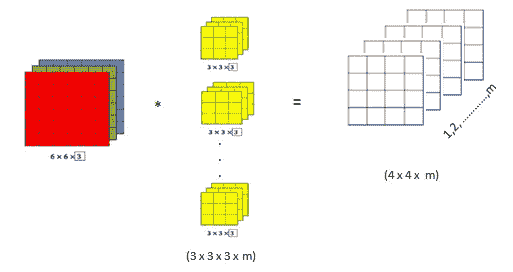 3 x 3 x 3
6 x 6 x 3
*
3 x 3 x 3
=
1,2, ..............,m
3 x 3 x 3
(3 x 3 x 3 x m)
(4 x 4 x m)